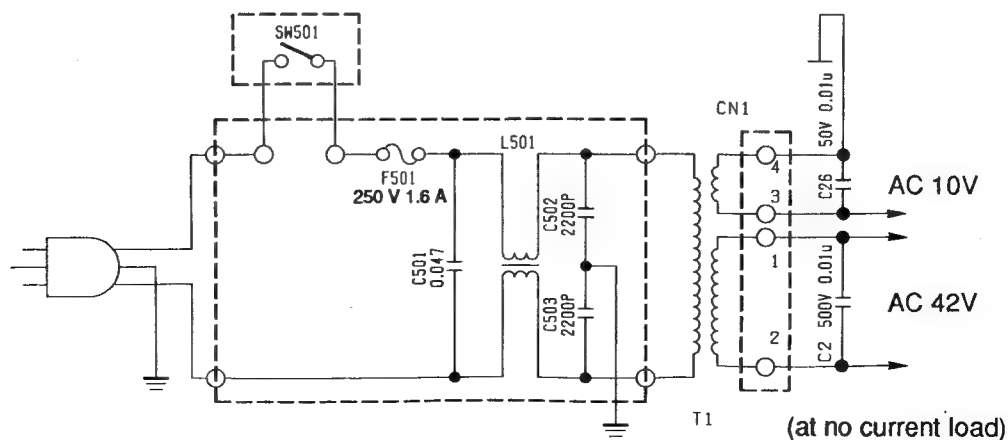 SW501
CN1
50V 0.01u
L501
F501
250 V 1.6 A
C502
2200P
C501
0.047
C503
2200P
4
3
C26
AC 10V
1
2
C2 500V 0.01u
AC 42V
T1
(at no current load)